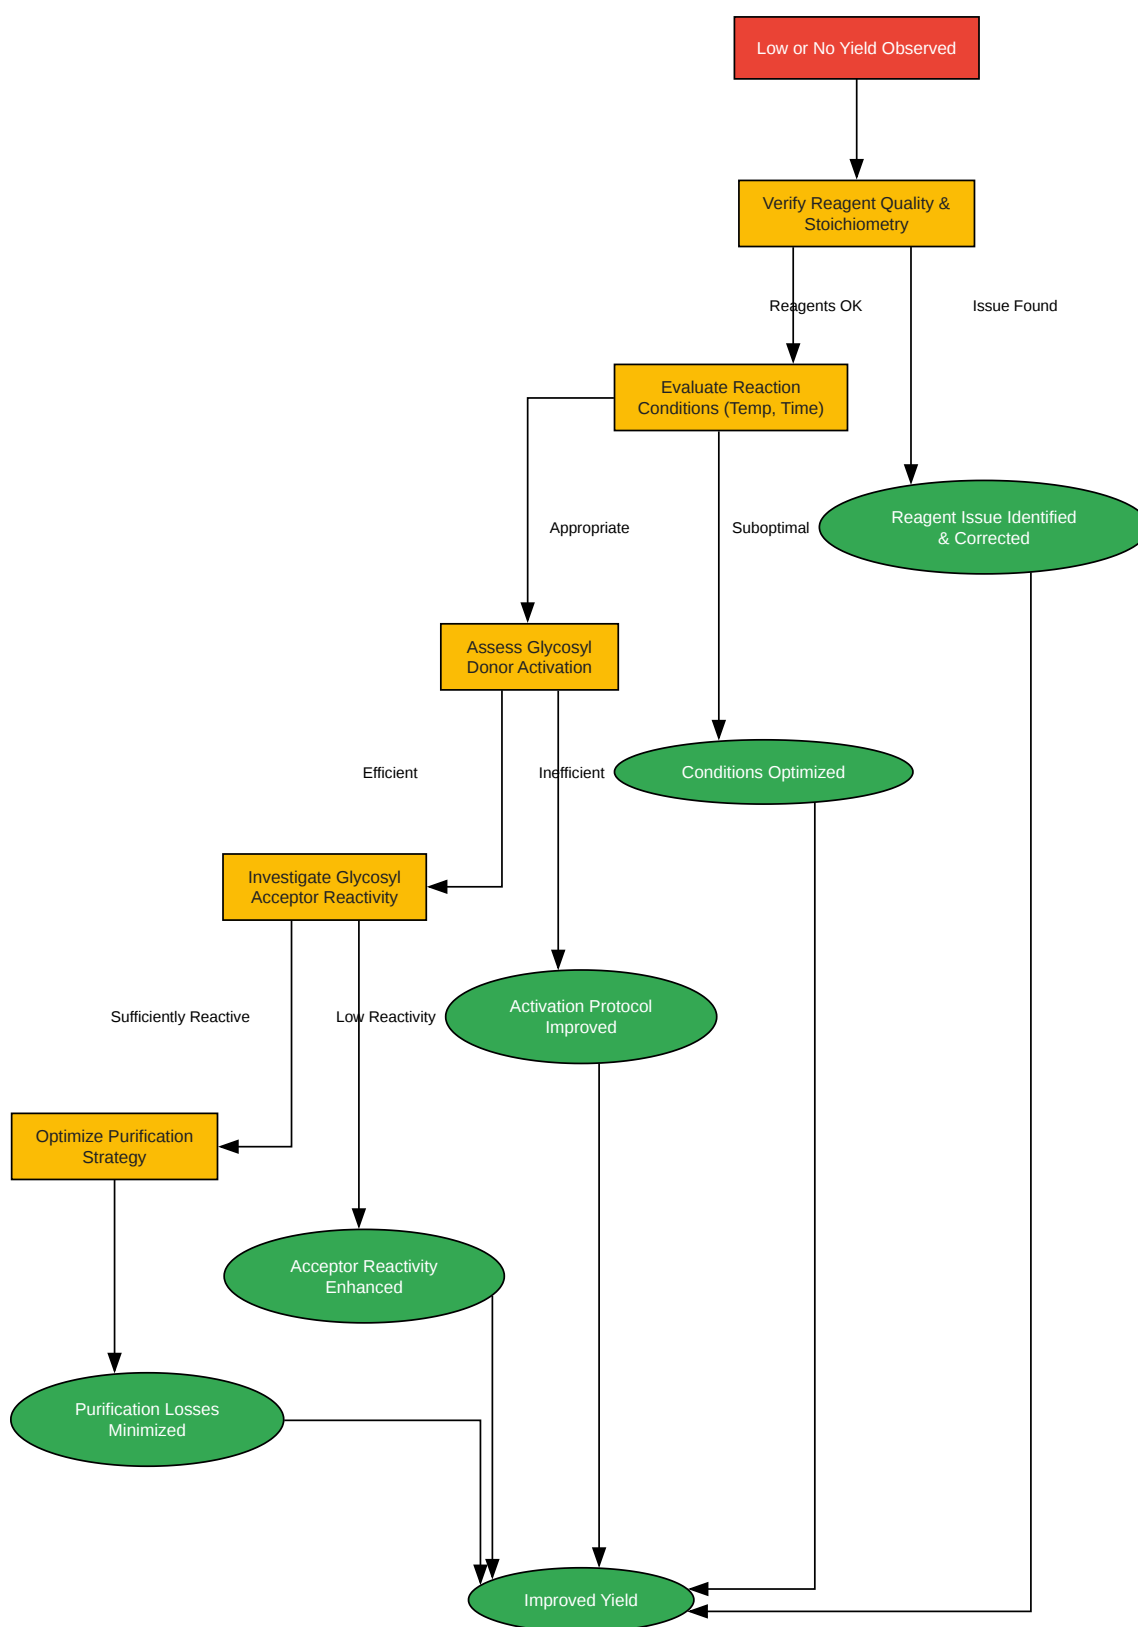 Low or No Yield Observed
Verify Reagent Quality &
Stoichiometry
Reagents OK
Issue Found
Evaluate Reaction
Conditions (Temp, Time)
Appropriate
Suboptimal
Reagent Issue Identified
& Corrected
Assess Glycosyl
Donor Activation
Efficient
Inefficient
Conditions Optimized
Investigate Glycosyl
Acceptor Reactivity
Sufficiently Reactive
Low Reactivity
Activation Protocol
Improved
Optimize Purification
Strategy
Acceptor Reactivity
Enhanced
Purification Losses
Minimized
Improved Yield